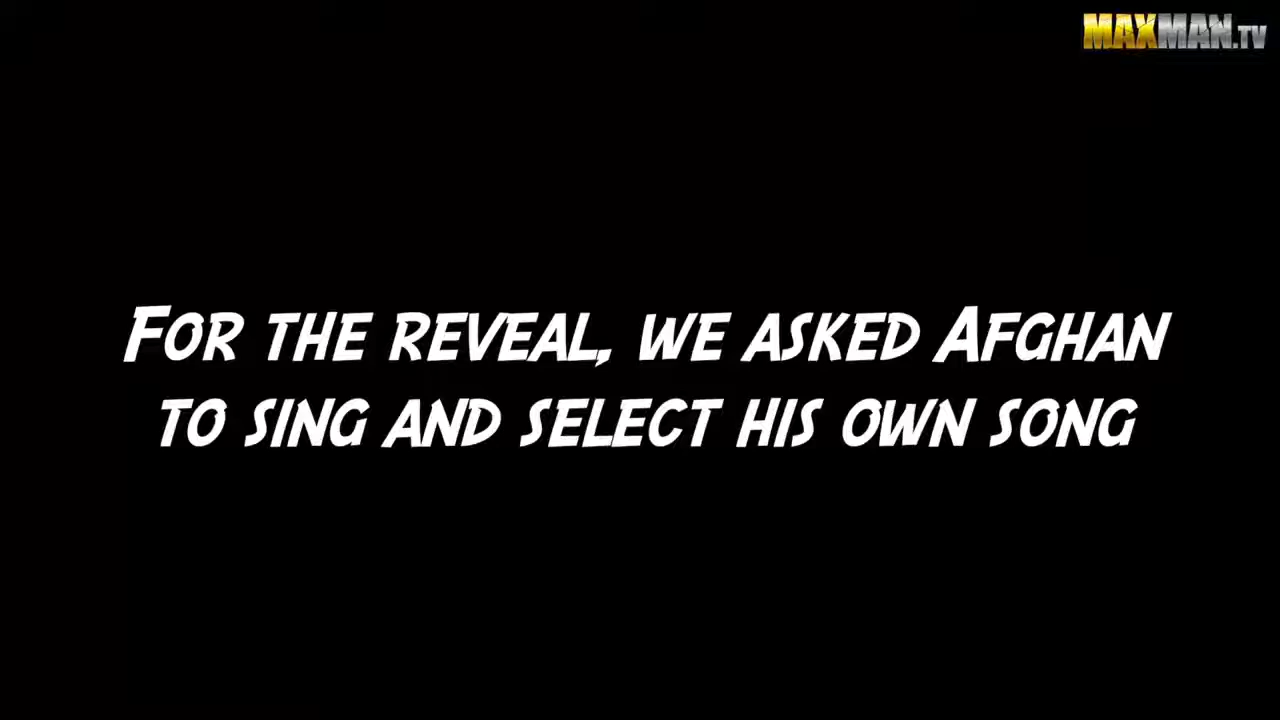 MAXMAN.TV
FOR THE REVEAL, WE ASKED AFGHAN
TO SING AND SELECT HIS OWN SONG